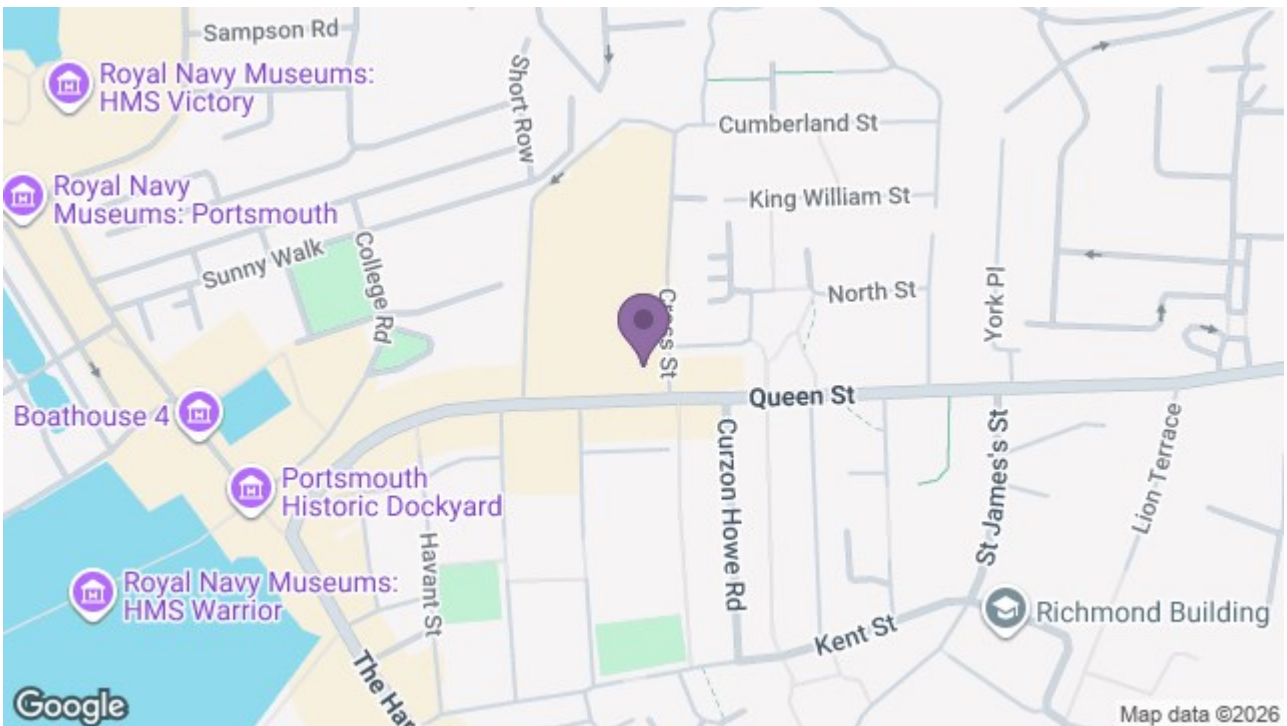 Sampson Rd
Royal Navy Museums:
HMS Victory
Short Row
Cumberland St
Royal Navy
Museums: Portsmouth
King William St
Sunny Walk
College Rd
North St
York Pl
Cross St
Queen St
Boathouse 4
Curzon Howe Rd
St James's St
Lion Terrace
Portsmouth
Historic Dockyard
Havant St
Royal Navy Museums:
HMS Warrior
Richmond Building
Kent St
The Har
Google
Map data ©2026